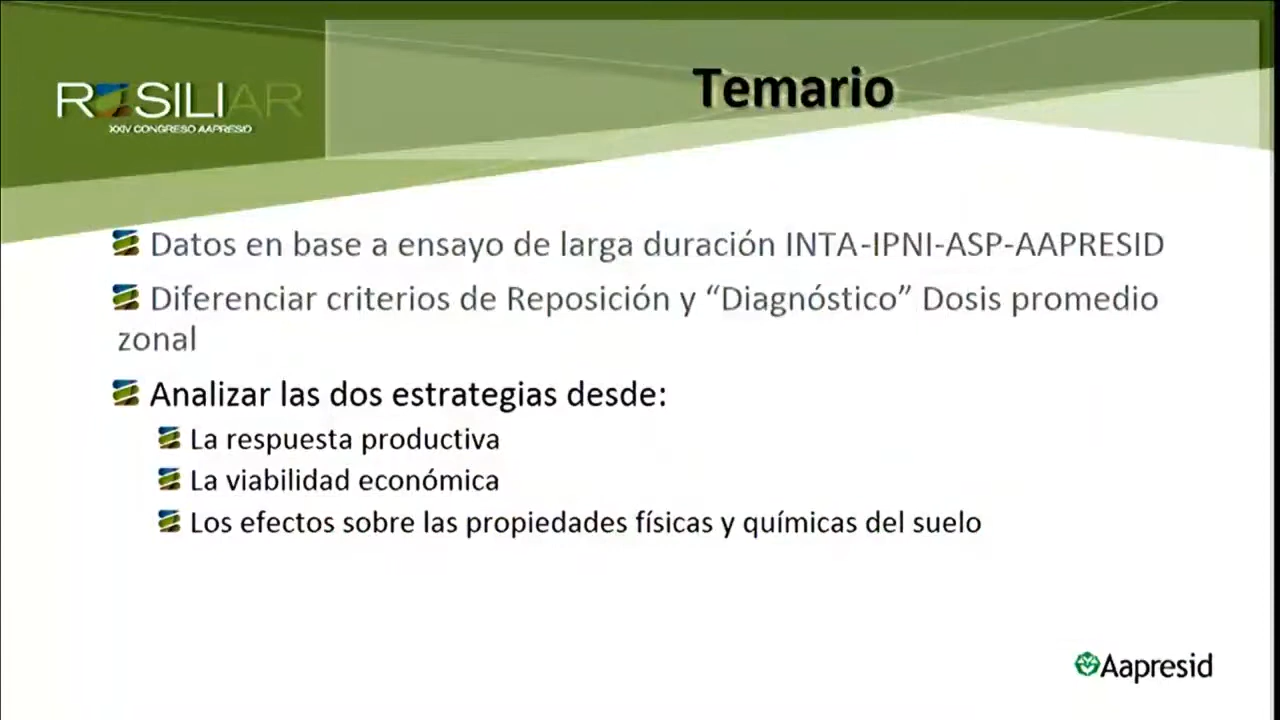 Temario
RESILIAR
XXIV CONGRESO AAPRESID
Datos en base a ensayo de larga duración INTA-IPNI-ASP-AAPRESID
Diferenciar criterios de Reposición y “Diagnóstico” Dosis promedio
zonal
Analizar las dos estrategias desde:
La respuesta productiva
La viabilidad económica
Los efectos sobre las propiedades físicas y químicas del suelo
Aapresid